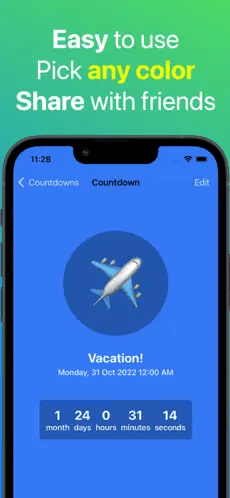 Easy to use
Pick any color
Share with friends
11:28
Countdowns Countdown Edit
Vacation!
Monday, 31 Oct 2022 12:00 AM
1 24 0 31 14
month days hours minutes seconds